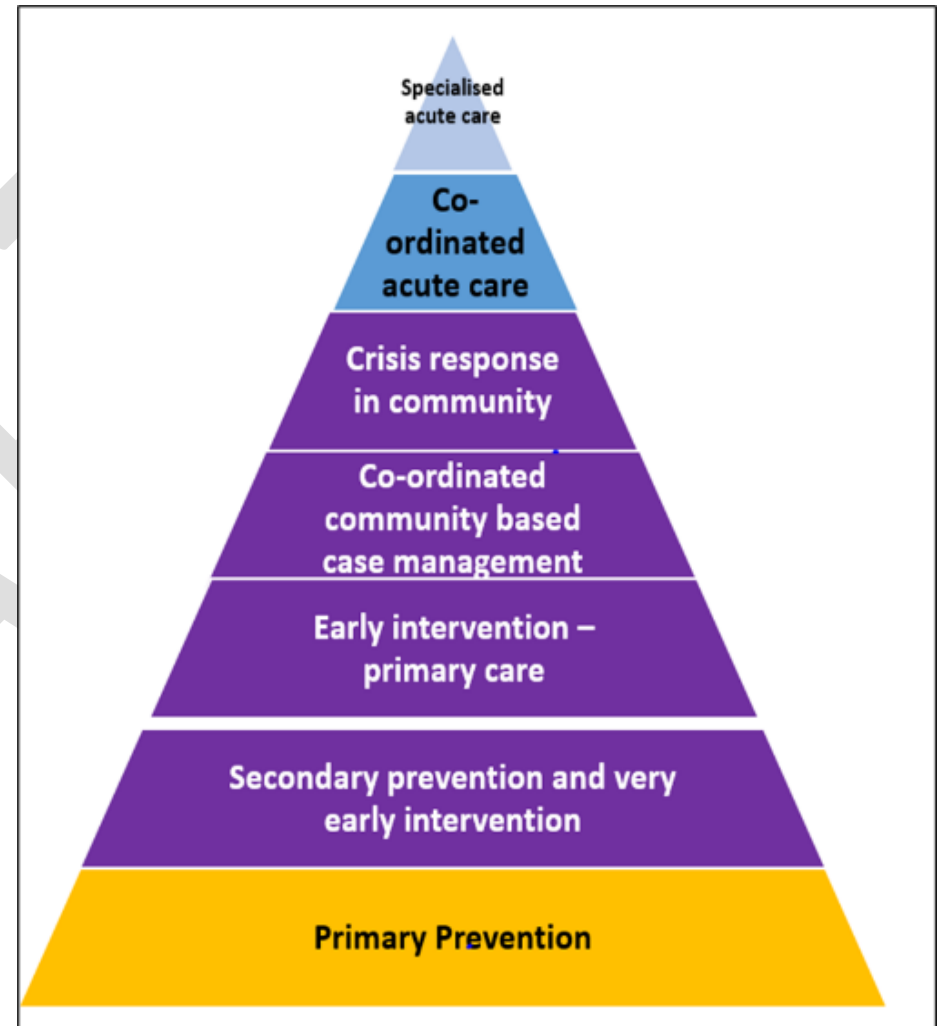 Specialised
acute care
Co-
ordinated
acute care
Crisis response
in community
Co-ordinated
community based
case management
Early intervention –
primary care
Secondary prevention and very
early intervention
Primary Prevention